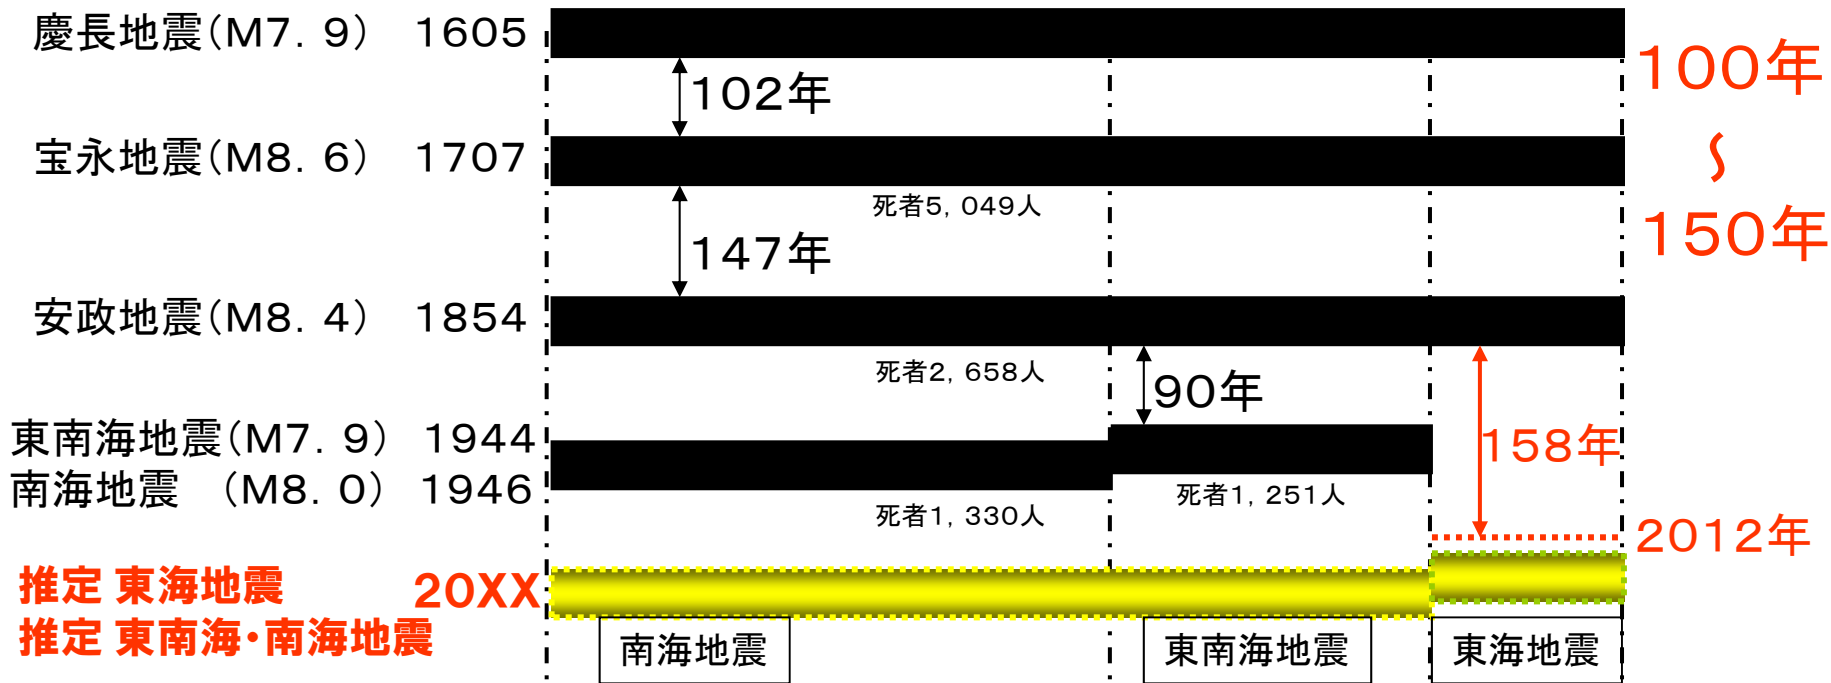 慶長地震(M7. 9) 1605
100年
102年
宝永地震(M8. 6) 1707
～
死者5, 049人
150年
147年
安政地震(M8. 4) 1854
死者2, 658人
90年
東南海地震(M7. 9) 1944
158年
南海地震 (M8. 0) 1946
死者1, 251人
死者1, 330人
2012年
推定 東海地震 20XX
推定 東南海・南海地震
南海地震 東南海地震 東海地震